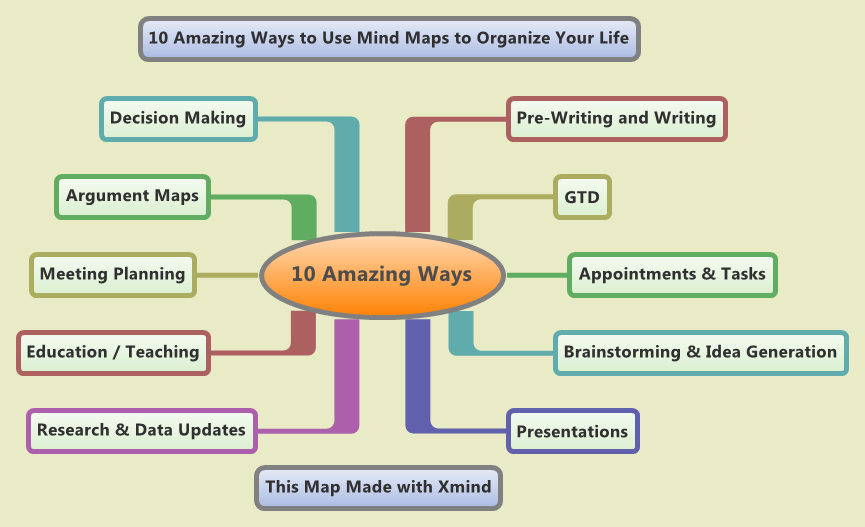 10 Amazing Ways to Use Mind Maps to Organize Your Life
Decision Making
Pre-Writing and Writing
Argument Maps
GTD
Meeting Planning
10 Amazing Ways
Appointments & Tasks
Education / Teaching
Brainstorming & Idea Generation
Research & Data Updates
Presentations
This Map Made with Xmind